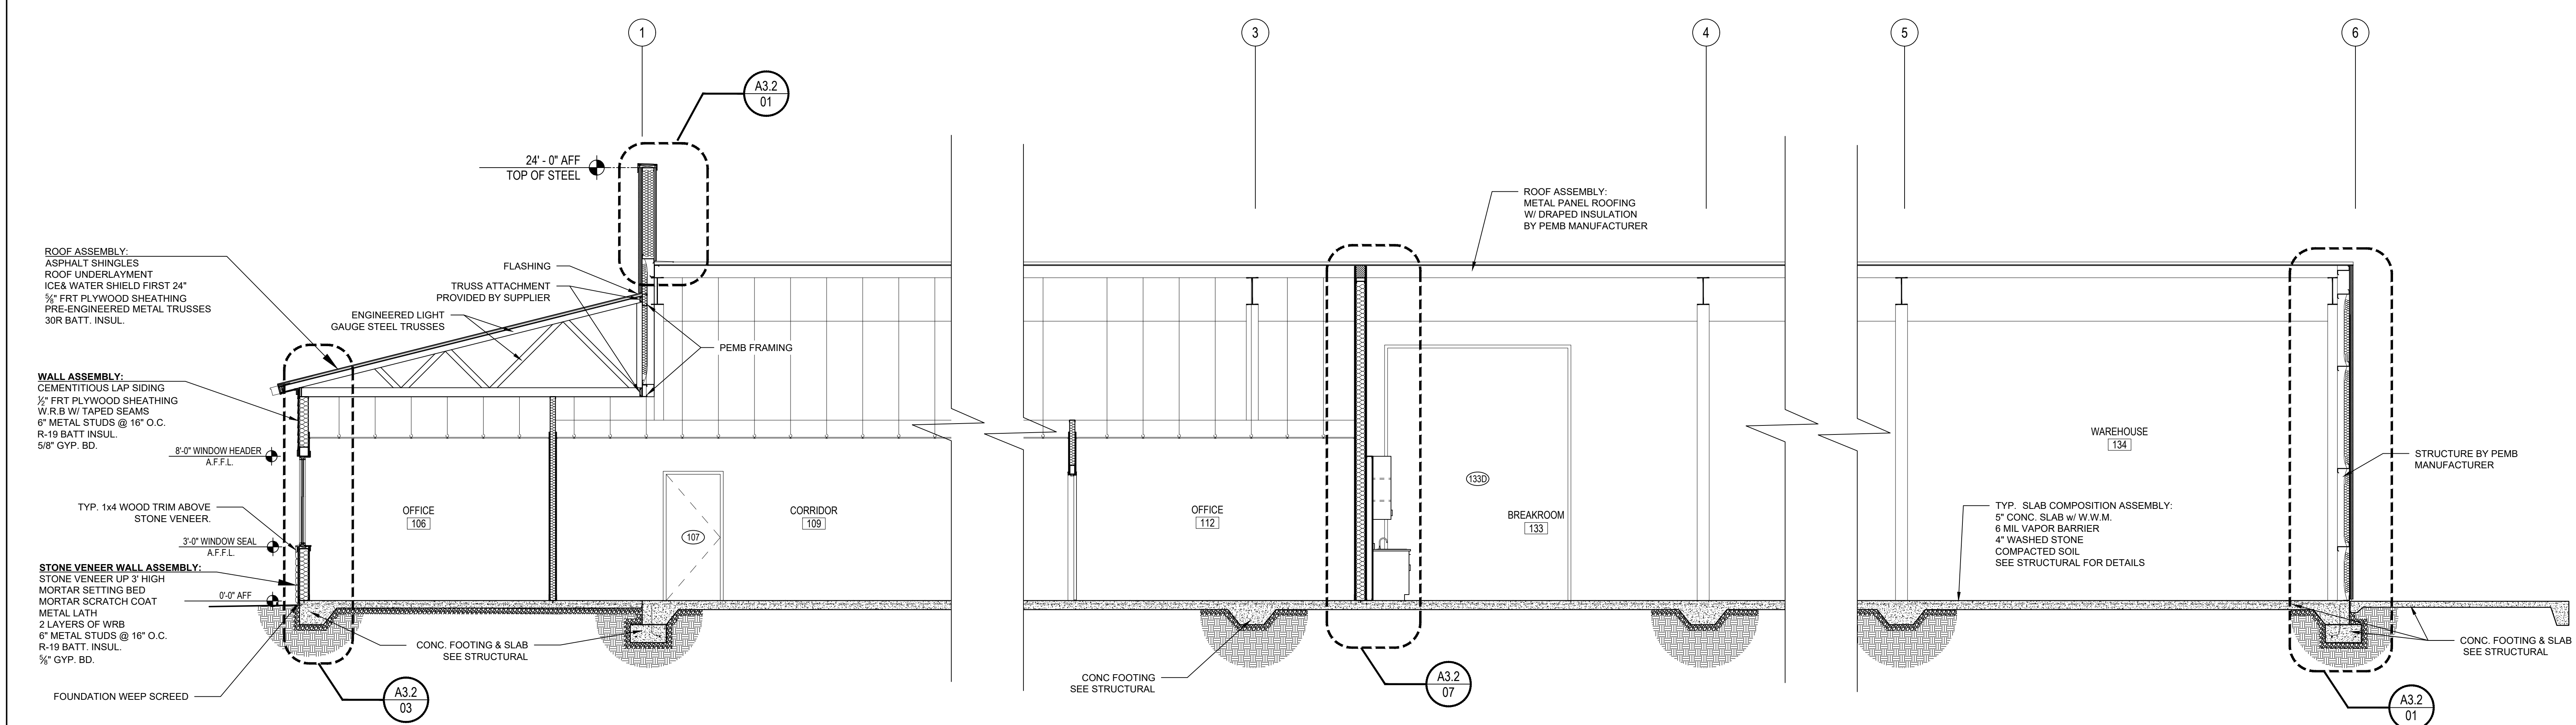 1
3
4
5
6
A3.2
01
24' - 0" AFF
TOP OF STEEL
ROOF ASSEMBLY:
METAL PANEL ROOFING
W/ DRAPED INSULATION
BY PEMB MANUFACTURER
ROOF ASSEMBLY:
ASPHALT SHINGLES
ROOF UNDERLAYMENT
ICE& WATER SHIELD FIRST 24"
⅝" FRT PLYWOOD SHEATHING
PRE-ENGINEERED METAL TRUSSES
30R BATT. INSUL.
FLASHING
TRUSS ATTACHMENT
PROVIDED BY SUPPLIER
ENGINEERED LIGHT
GAUGE STEEL TRUSSES
PEMB FRAMING
WALL ASSEMBLY:
CEMENTITIOUS LAP SIDING
½" FRT PLYWOOD SHEATHING
W.R.B W/ TAPED SEAMS
6" METAL STUDS @ 16" O.C.
R-19 BATT INSUL.
5/8" GYP. BD.
8'-0" WINDOW HEADER
A.F.F.L.
TYP. 1x4 WOOD TRIM ABOVE
STONE VENEER.
3'-0" WINDOW SEAL
A.F.F.L.
STONE VENEER WALL ASSEMBLY:
STONE VENEER UP 3' HIGH
MORTAR SETTING BED
MORTAR SCRATCH COAT
METAL LATH
2 LAYERS OF WRB
6" METAL STUDS @ 16" O.C.
R-19 BATT. INSUL.
⅝" GYP. BD.
0'-0" AFF
FOUNDATION WEEP SCREED
OFFICE
106
107
CORRIDOR
109
OFFICE
112
133D
BREAKROOM
133
WAREHOUSE
134
STRUCTURE BY PEMB
MANUFACTURER
TYP. SLAB COMPOSITION ASSEMBLY:
5" CONC. SLAB w/ W.W.M.
6 MIL VAPOR BARRIER
4" WASHED STONE
COMPACTED SOIL
SEE STRUCTURAL FOR DETAILS
CONC. FOOTING & SLAB
SEE STRUCTURAL
CONC FOOTING
SEE STRUCTURAL
CONC. FOOTING & SLAB
SEE STRUCTURAL
A3.2
03
A3.2
07
A3.2
01